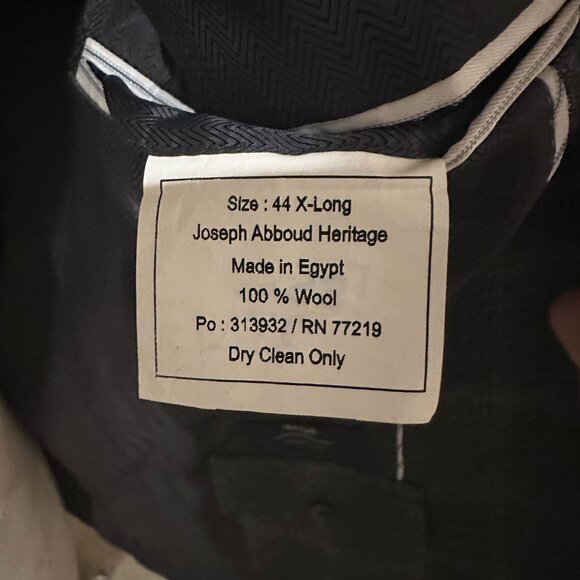 Size : 44 X-Long
Joseph Abboud Heritage
Made in Egypt
100 % Wool
Po : 313932 / RN 77219
Dry Clean Only